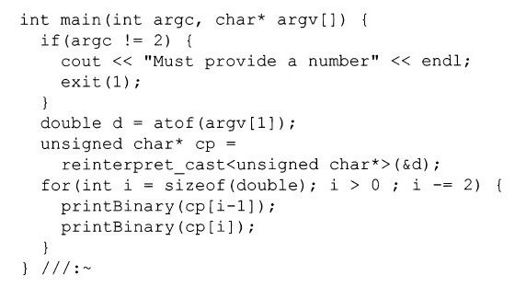 int main(int argc, char* argv[]) {
  if(argc != 2) {
    cout << "Must provide a number" << endl;
    exit(1);
  }
  double d = atof(argv[1]);
  unsigned char* cp =
    reinterpret_cast<unsigned char*>(&d);
  for(int i = sizeof(double); i > 0 ; i -= 2) {
    printBinary(cp[i-1]);
    printBinary(cp[i]);
  }
} ///:~